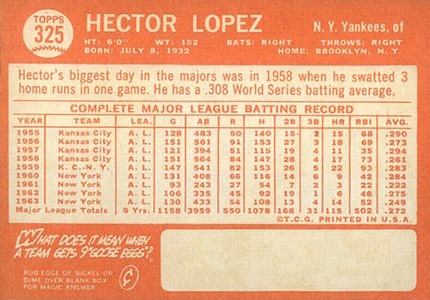 TOPPS
325
HECTOR LOPEZ
N. Y. Yankees, of
HT: 6'0" WT: 182 BATS: RIGHT THROWS: RIGHT
BORN: JULY 8, 1932 HOME: BROOKLYN, N. Y.
Hector's biggest day in the majors was in 1958 when he swatted 3
home runs in one game. He has a .308 World Series batting average.
COMPLETE MAJOR LEAGUE BATTING RECORD
YEAR TEAM LEA. G AB R H 2B 3B HR RBI AVG.
1955 Kansas City A. L. 128 483 50 140 15 2 15 68 .290
1956 Kansas City A. L. 151 561 91 153 27 3 18 69 .273
1957 Kansas City A. L. 121 391 51 115 19 4 11 35 .294
1958 Kansas City A. L. 151 564 84 147 28 4 17 73 .261
1959 K. C.-N. Y. A. L. 147 541 82 153 26 5 22 93 .283
1960 New York A. L. 131 408 66 116 14 6 9 42 .284
1961 New York A. L. 93 243 27 54 7 2 3 22 .222
1962 New York A. L. 106 335 45 92 19 1 6 48 .275
1963 New York A. L. 130 433 54 108 13 4 14 52 .249
Major League Totals 9 Yrs. 1158 3959 550 1078 168 31 115 502 .272
©T.C.G. PRINTED IN U.S.A.
WHAT DOES IT MEAN WHEN
A TEAM GETS 9 "GOOSE EGGS"?
RUB EDGE OF NICKEL OR
DIME OVER BLANK BOX
FOR MAGIC ANSWER